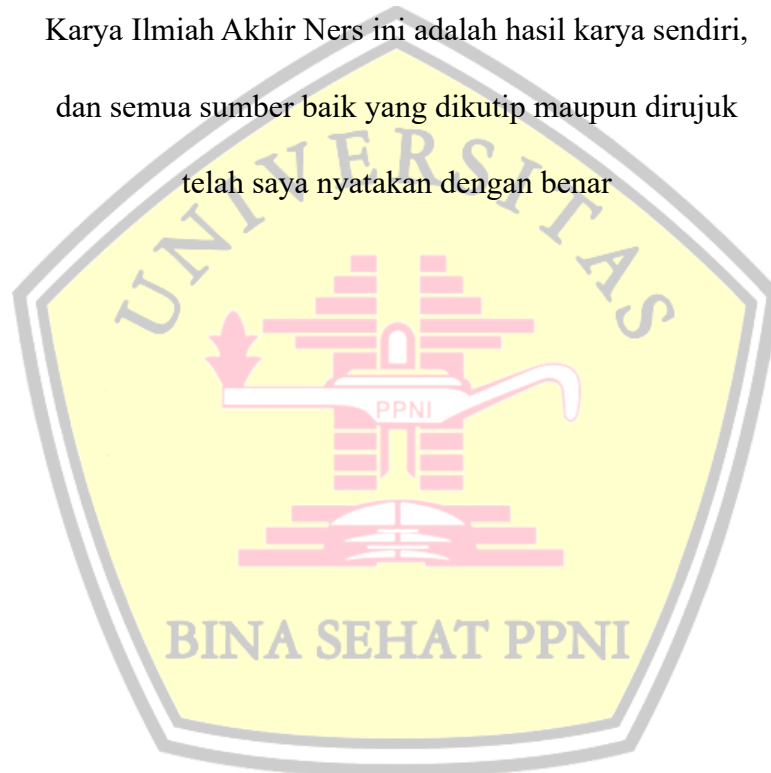 Karya Ilmiah Akhir Ners ini adalah hasil karya sendiri,
dan semua sumber baik yang dikutip maupun dirujuk
telah saya nyatakan dengan benar
UNIVERSITAS
PPNI
BINA SEHAT PPNI